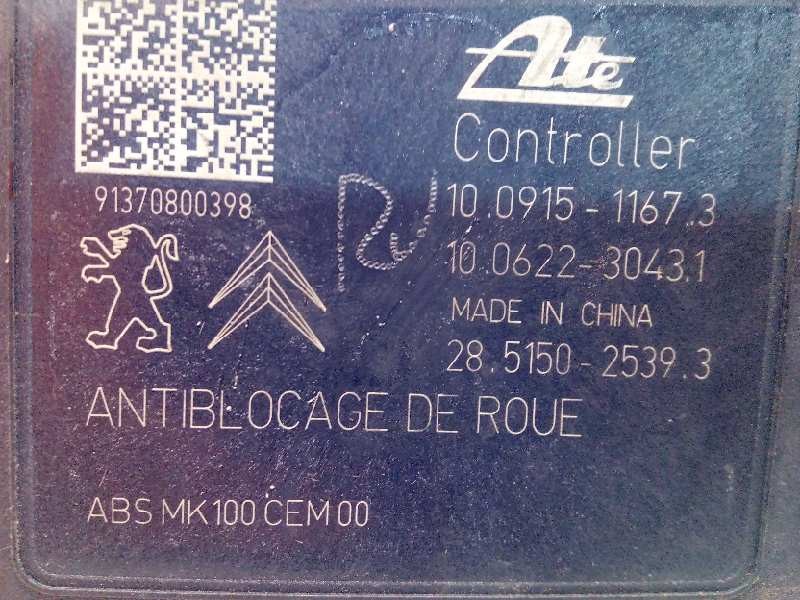 Ate
Controller
91370800398
10.0915-1167.3
10.0622-3043.1
MADE IN CHINA
28.5150-2539.3
ANTIBLOCAGE DE ROUE
ABS MK100 CEM 00